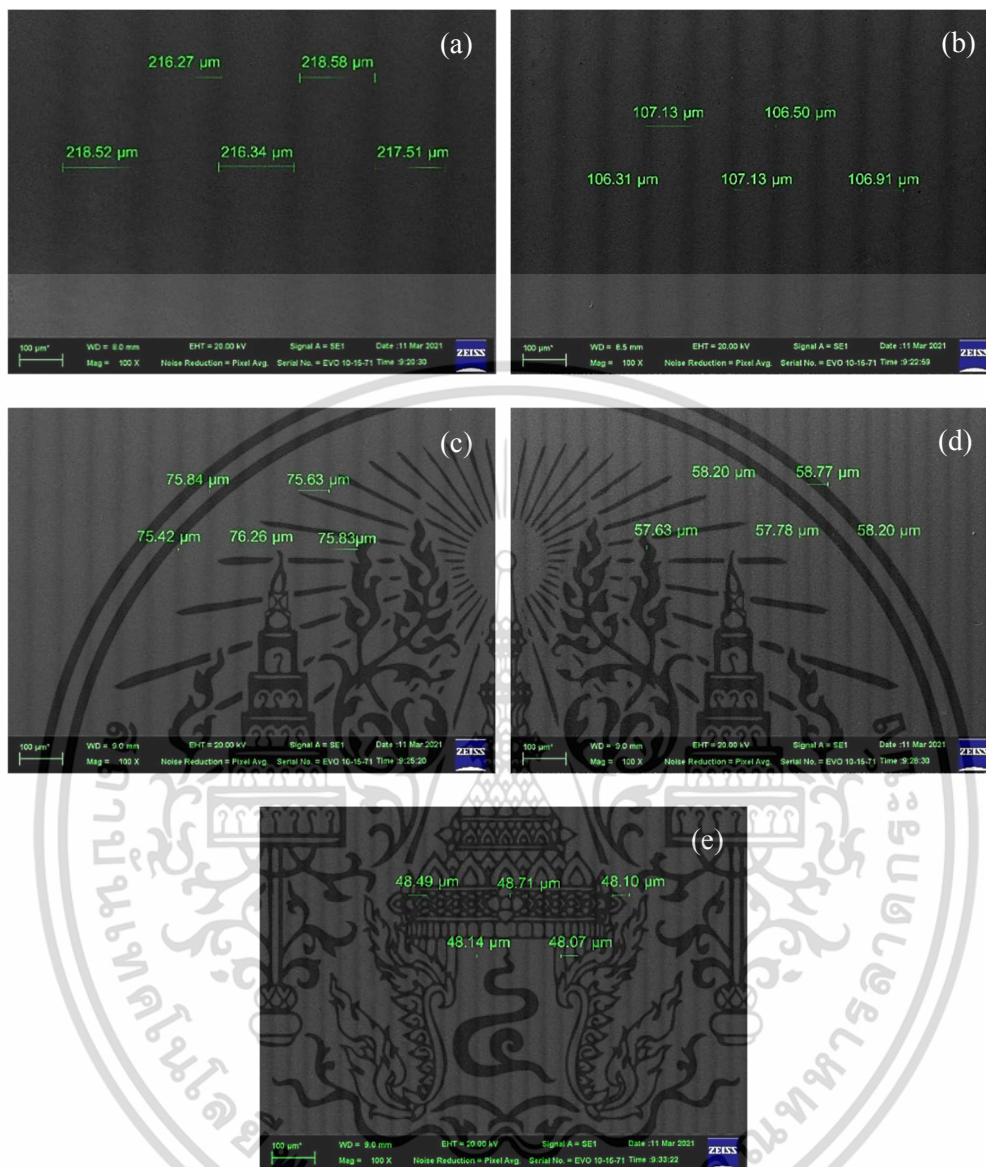 (a)
216.27 µm 218.58 µm
218.52 µm 216.34 µm 217.51 µm
100 µm* WD = 8.0 mm EHT = 20.00 kV Signal A = SE1 Date :11 Mar 2021
Mag = 100 X Noise Reduction = Pixel Avg. Serial No. = EVO 10-15-71 Time :9:20:30
ZEISS
(b)
107.13 µm 106.50 µm
106.31 µm 107.13 µm 106.91 µm
100 µm* WD = 8.5 mm EHT = 20.00 kV Signal A = SE1 Date :11 Mar 2021
Mag = 100 X Noise Reduction = Pixel Avg. Serial No. = EVO 10-15-71 Time :9:22:59
ZEISS
(c)
75.84 µm 75.63 µm
75.42 µm 76.26 µm 75.83µm
100 µm* WD = 9.0 mm EHT = 20.00 kV Signal A = SE1 Date :11 Mar 2021
Mag = 100 X Noise Reduction = Pixel Avg. Serial No. = EVO 10-15-71 Time :9:25:20
ZEISS
(d)
58.20 µm 58.77 µm
57.63 µm 57.78 µm 58.20 µm
100 µm* WD = 9.0 mm EHT = 20.00 kV Signal A = SE1 Date :11 Mar 2021
Mag = 100 X Noise Reduction = Pixel Avg. Serial No. = EVO 10-15-71 Time :9:28:30
ZEISS
(e)
48.49 µm 48.71 µm 48.10 µm
48.14 µm 48.07 µm
100 µm* WD = 9.0 mm EHT = 20.00 kV Signal A = SE1 Date :11 Mar 2021
Mag = 100 X Noise Reduction = Pixel Avg. Serial No. = EVO 10-15-71 Time :9:33:22
ZEISS